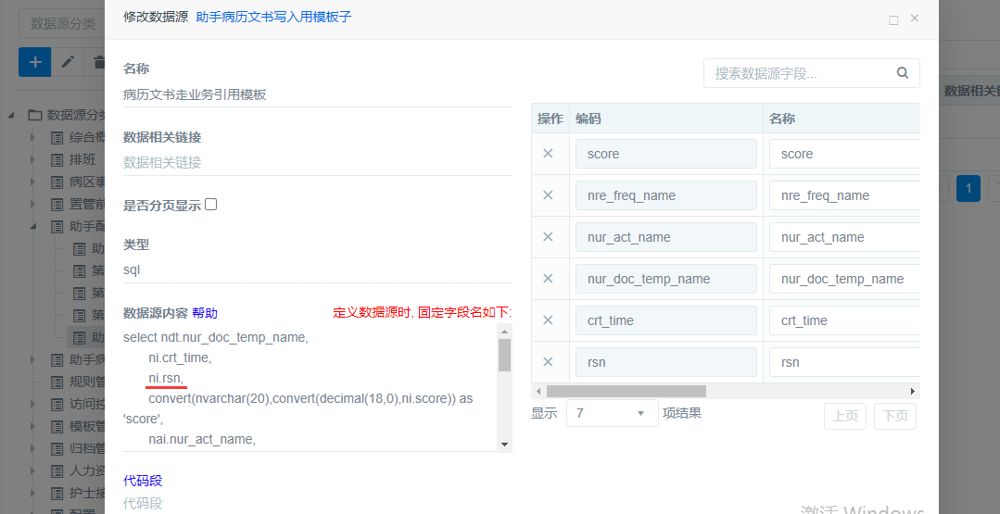 修改数据源 助手病历文书写入用模板子
数据源分类
名称
病历文书走业务引用模板
数据相关链接
数据相关链接
是否分页显示
类型
sql
数据源内容 帮助 定义数据源时, 固定字段名如下:
select ndt.nur_doc_temp_name,
ni.crt_time,
ni.rsn,
convert(nvarchar(20),convert(decimal(18,0),ni.score)) as
'score',
nai.nur_act_name,
代码段
代码段
搜索数据源字段...
操作 编码 名称
score score
nre_freq_name nre_freq_name
nur_act_name nur_act_name
nur_doc_temp_name nur_doc_temp_name
crt_time crt_time
rsn rsn
显示 7 项结果 上页 下页
数据源分类
综合概
排班
病区事
置管前
助手配
助
第
第
第
助
助手病
规则管
访问控
模板管
归档管
人力资
护士接
配置
数据相关链
1
激活 Windows